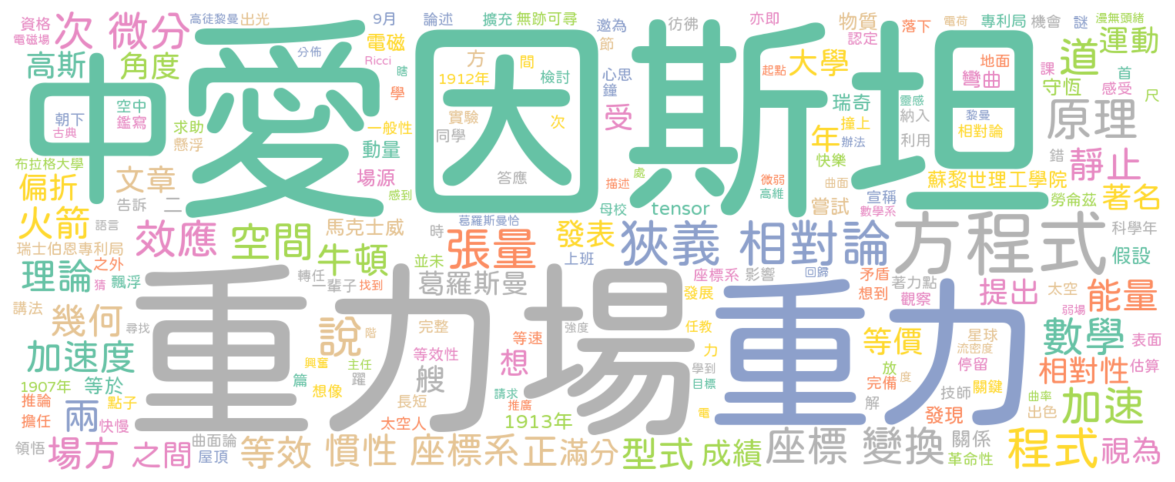 資格 次 微分 高徒黎曼 出光 9月 論述 擴充 無跡可尋 邀為 彷彿 亦即 物質 落下 電荷 專利局 機會 謎 漫無頭緒
電磁場 分佈 電磁 節 認定 道 運動
高斯 角度 Ricci 瞎 方 間 1912年 檢討 心思 大學 起點 地面 彎曲 課 首
中 愛因斯坦
朝下 空中 學 鐘 瑞奇 靈感 納入 守恆 感受 尺
古典 鑑寫 求助 一般性 實驗 次 受 年 撞上 黎曼 原理
懸浮 動量 同學 辦法 利用 相對論
布拉格大學 快樂 錯 靜止
偏折 文章 場源 答應 描述 處 微弱 曲面 宣稱 蘇黎世理工學院
告訴 二 感到 母校 高維 嘗試 數學系 勞侖茲 著名
火箭 語言 效應 空間 馬克士威 葛羅斯曼恰 tensor
時 張量 發表 狹義 相對論 方程式 科學年
瑞士伯恩專利局 牛頓 並未 上班 假設
理論 之外 轉任 找到 葛羅斯曼 座標系 影響 回歸 矛盾
猜 飄浮 一輩子 發展 想到 著力點 觀察 提出 太空 能量
講法 幾何 尋找 重力場 重力 弱場
說 階 完整 等速 強度 任教 等價 星球 數學 表面
加速度 興奮 主任 等效性 想 力 流密度 停留 相對性 估算
1907年 等於 篇 想像 躍 艘 學到 放 完備 度 關鍵
推論 點子 長短 請求 目標 技師 曲率
擔任 兩 快慢 太空人 推廣 1913年 電 解 發現 出色 加速
領悟 場方 之間 曲面論 屋頂 等效 慣性 座標系 正 滿分 型式 成績 座標 變換 關係 革命性 程式 視為